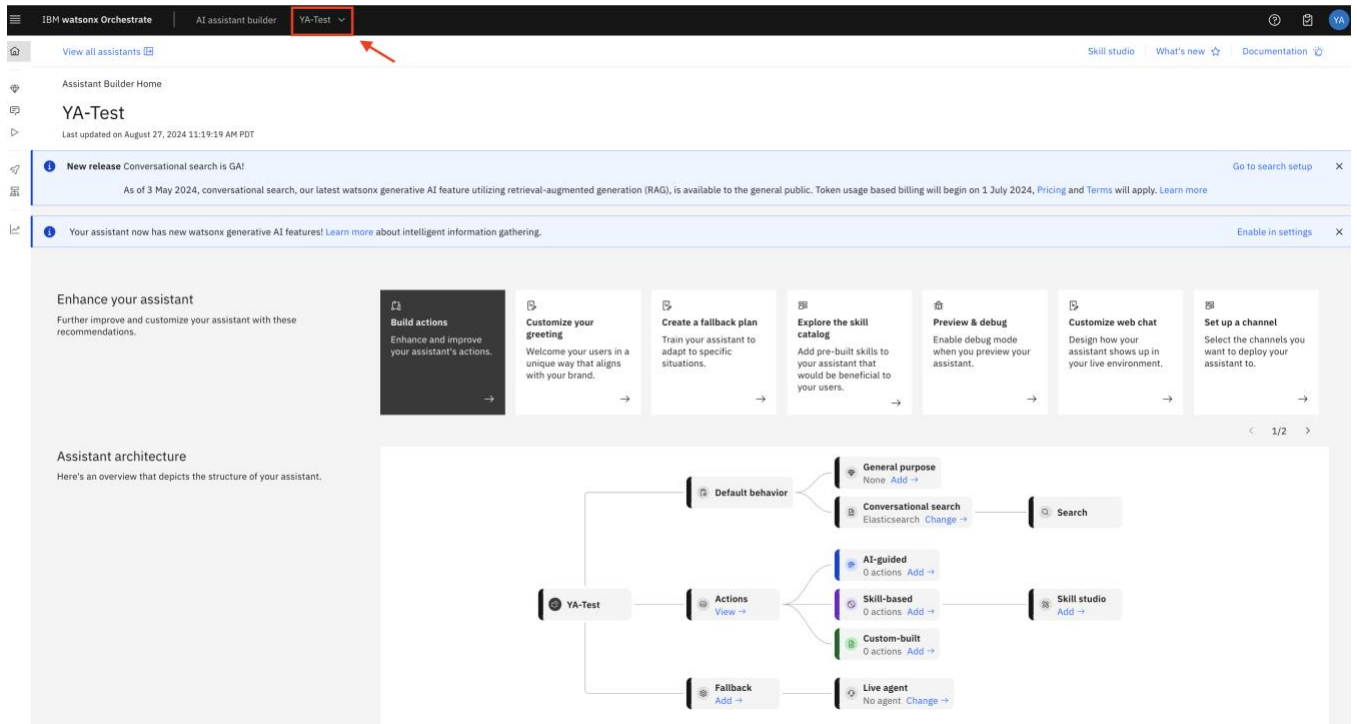 IBM watsonx Orchestrate AI assistant builder YA-Test YA
View all assistants Skill studio What's new Documentation
Assistant Builder Home
YA-Test
Last updated on August 27, 2024 11:19:19 AM PDT
New release Conversational search is GA! Go to search setup
As of 3 May 2024, conversational search, our latest watsonx generative AI feature utilizing retrieval-augmented generation (RAG), is available to the general public. Token usage based billing will begin on 1 July 2024, Pricing and Terms will apply. Learn more
Your assistant now has new watsonx generative AI features! Learn more about intelligent information gathering. Enable in settings
Enhance your assistant
Further improve and customize your assistant with these
recommendations.
Build actions
Enhance and improve
your assistant's actions.
Customize your
greeting
Welcome your users in a
unique way that aligns
with your brand.
Create a fallback plan
Train your assistant to
adapt to specific
situations.
Explore the skill
catalog
Add pre-built skills to
your assistant that
would be beneficial to
your users.
Preview & debug
Enable debug mode
when you preview your
assistant.
Customize web chat
Design how your
assistant shows up in
your live environment.
Set up a channel
Select the channels you
want to deploy your
assistant to.
1/2
Assistant architecture
Here's an overview that depicts the structure of your assistant.
YA-Test
Default behavior
General purpose
None Add →
Conversational search
Elasticsearch Change →
Search
Actions
View →
AI-guided
0 actions Add →
Skill-based
0 actions Add →
Skill studio
Add →
Custom-built
0 actions Add →
Fallback
Add →
Live agent
No agent Change →